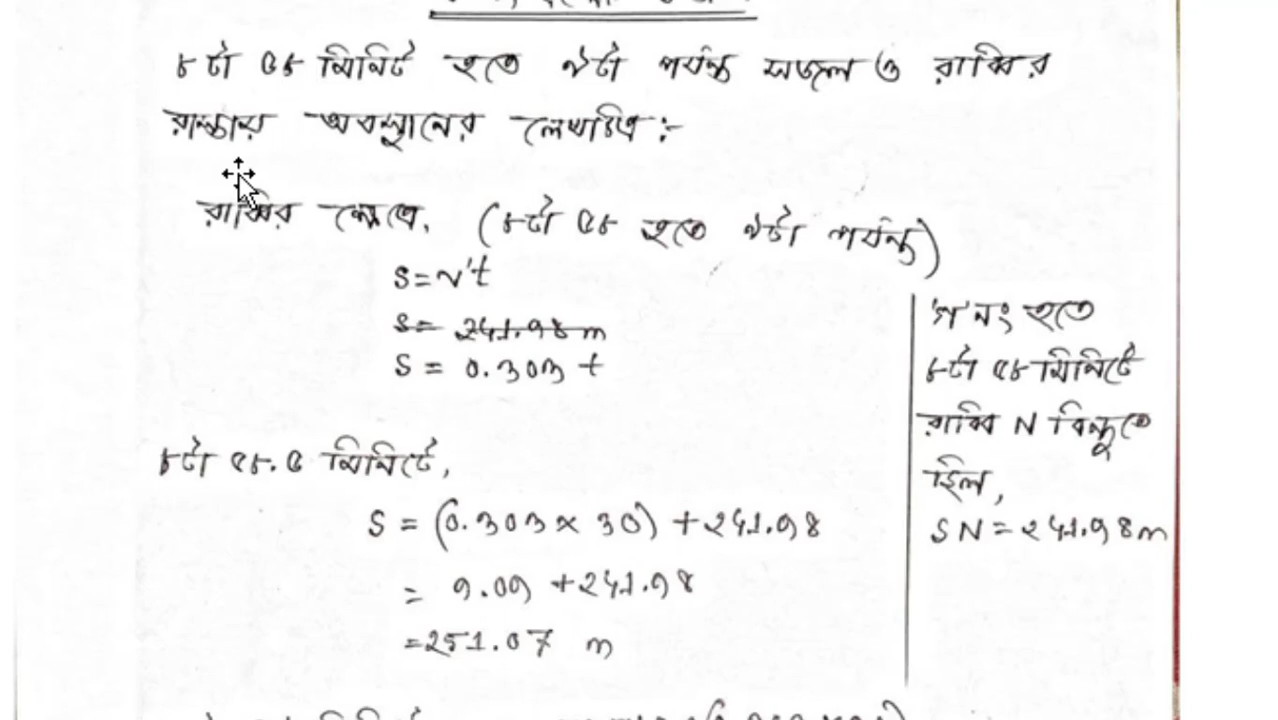 ৮টা ৫৮ মিনিট হতে ৯টা পর্যন্ত সজল ও রাব্বির
রাস্তায় অবস্থানের লেখচিত্র :-
রাব্বির ক্ষেত্রে, (৮টা ৫৮ হতে ৯টা পর্যন্ত)
S = v't
S = 241.98 m
S = 0.303 t
৮টা ৫৮.৫ মিনিটে,
S = (0.303 × 30) + 241.98
= 9.09 + 241.98
= 251.07 m
'গ' নং হতে
৮টা ৫৮ মিনিটে
রাব্বি N বিন্দুতে
ছিল,
SN = 241.98 m